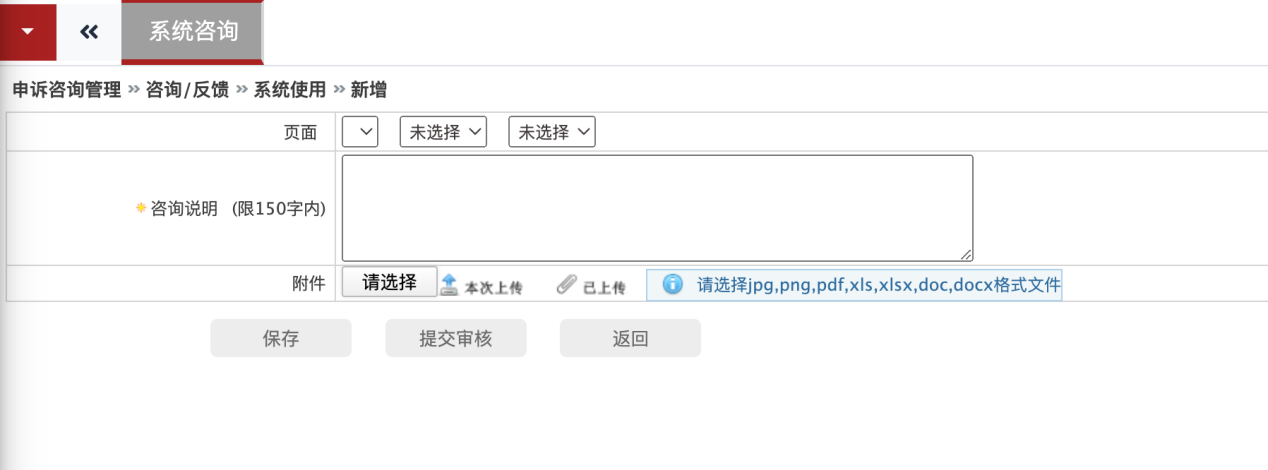 系统咨询
申诉咨询管理 » 咨询/反馈 » 系统使用 » 新增
页面 未选择 未选择
咨询说明 (限150字内)
附件 请选择 本次上传 已上传 请选择jpg,png,pdf,xls,xlsx,doc,docx格式文件
保存 提交审核 返回